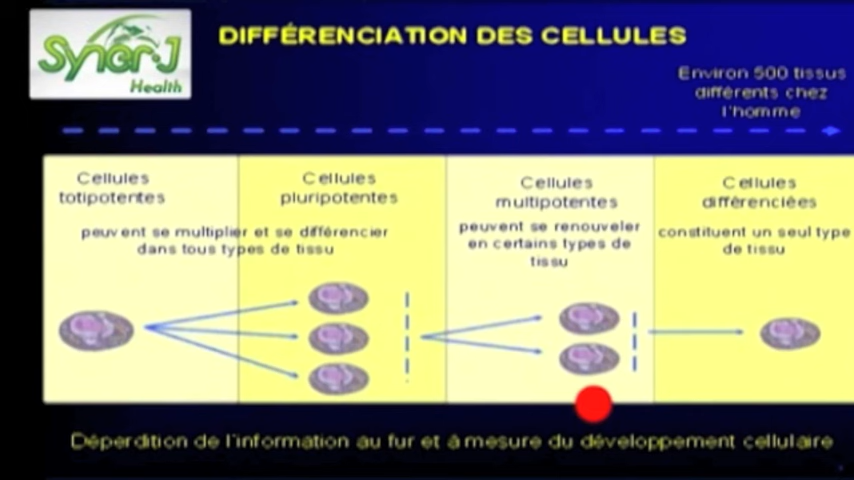 SynerJ
Health
DIFFÉRENCIATION DES CELLULES
Environ 500 tissus
différents chez
l'homme
Cellules
totipotentes
Cellules
pluripotentes
peuvent se multiplier et se différencier
dans tous types de tissu
Cellules
multipotentes
peuvent se renouveler
en certains types de
tissu
Cellules
différenciées
constituent un seul type
de tissu
Déperdition de l'information au fur et à mesure du développement cellulaire